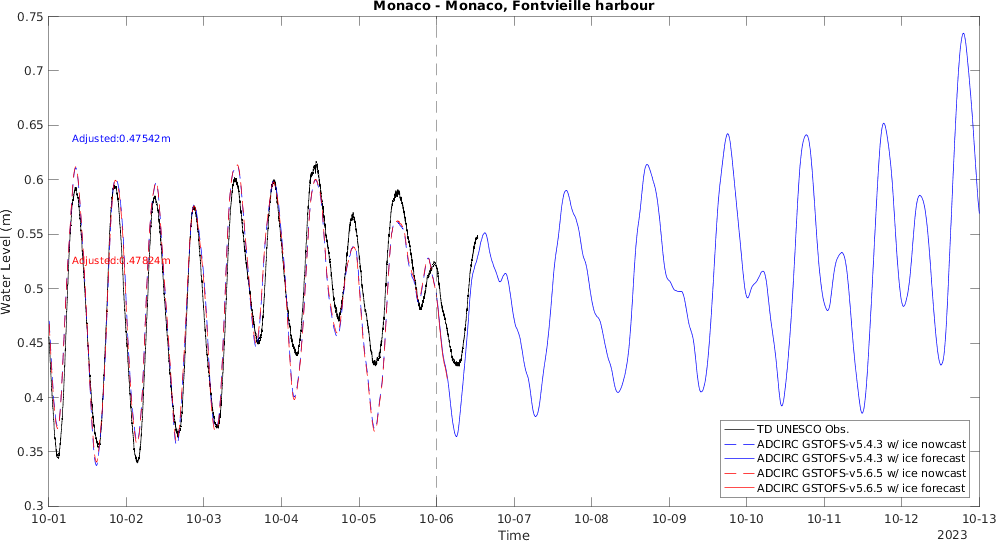 Monaco - Monaco, Fontvieille harbour
0.75
0.7
0.65
0.6
0.55
0.5
0.45
0.4
0.35
0.3
Water Level (m)
Adjusted:0.47542m
Adjusted:0.47824m
TD UNESCO Obs.
ADCIRC GSTOFS-v5.4.3 w/ ice nowcast
ADCIRC GSTOFS-v5.4.3 w/ ice forecast
ADCIRC GSTOFS-v5.6.5 w/ ice nowcast
ADCIRC GSTOFS-v5.6.5 w/ ice forecast
10-01 10-02 10-03 10-04 10-05 10-06 10-07 10-08 10-09 10-10 10-11 10-12 10-13
Time
2023